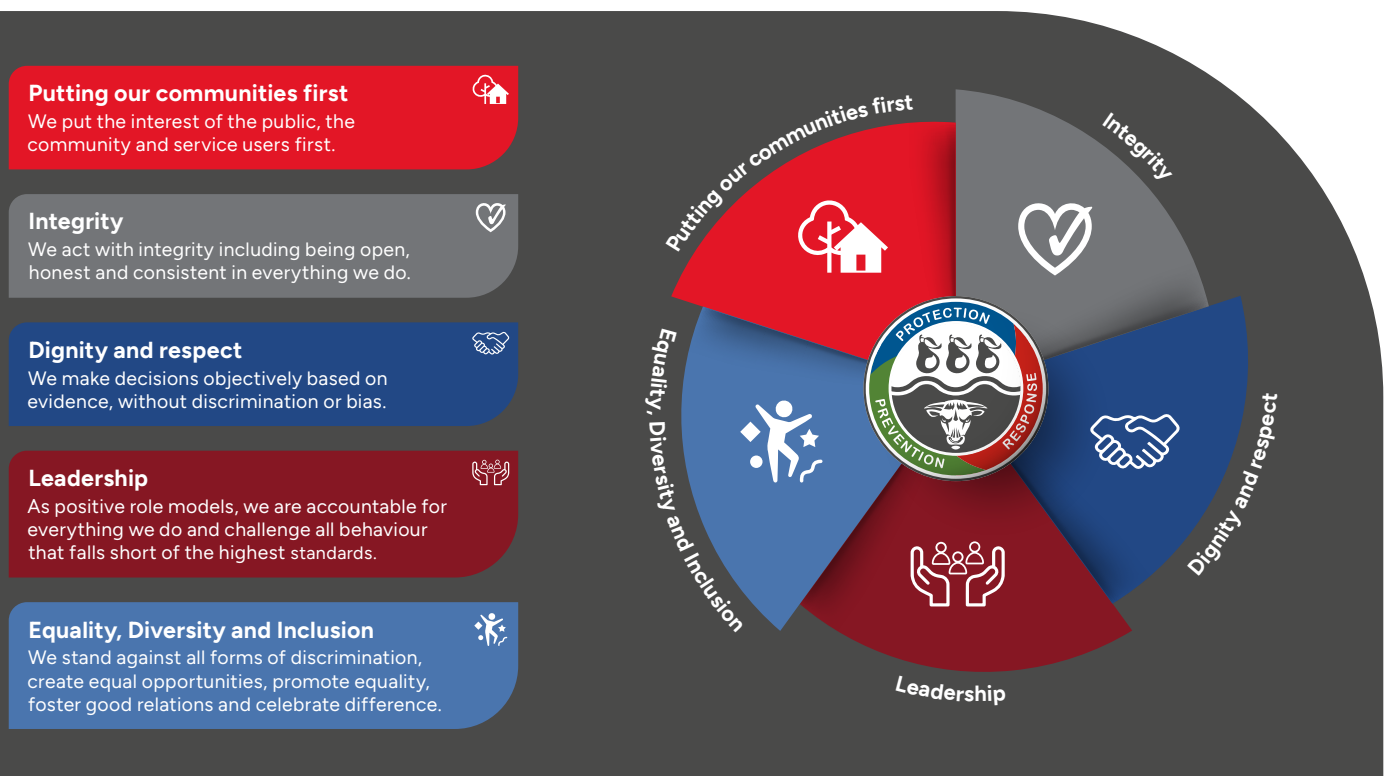 Putting our communities first
We put the interest of the public, the
community and service users first.
Integrity
We act with integrity including being open,
honest and consistent in everything we do.
Dignity and respect
We make decisions objectively based on
evidence, without discrimination or bias.
Leadership
As positive role models, we are accountable for
everything we do and challenge all behaviour
that falls short of the highest standards.
Equality, Diversity and Inclusion
We stand against all forms of discrimination,
create equal opportunities, promote equality,
foster good relations and celebrate difference.
Putting our communities first
Integrity
Dignity and respect
Leadership
Equality, Diversity and Inclusion
PROTECTION
RESPONSE
PREVENTION